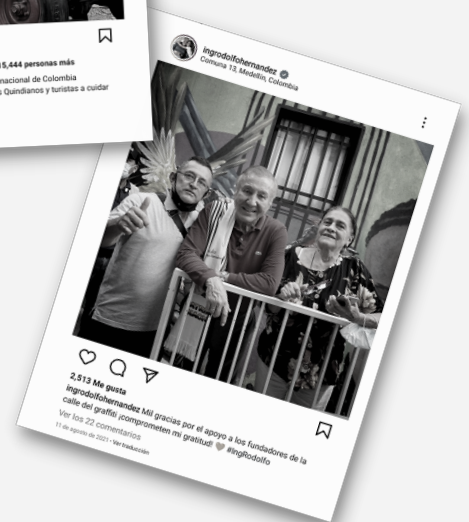 5,444 personas más
nacional de Colombia
Quindianos y turistas a cuidar
ingrodolfohernandez
Comuna 13, Medellín, Colombia
2,513 Me gusta
ingrodolfohernandez Mil gracias por el apoyo a los fundadores de la
calle del graffiti ¡comprometen mi gratitud! 🤍 #IngRodolfo
Ver los 22 comentarios
11 de agosto de 2021 • Ver traducción